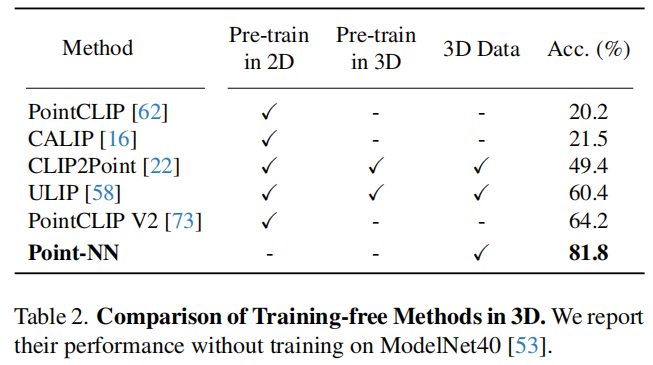 Method Pre-train in 2D Pre-train in 3D 3D Data Acc. (%)
PointCLIP [62] ✓ - - 20.2
CALIP [16] ✓ - - 21.5
CLIP2Point [22] ✓ ✓ ✓ 49.4
ULIP [58] ✓ ✓ ✓ 60.4
PointCLIP V2 [73] ✓ - - 64.2
Point-NN - - ✓ 81.8
Table 2. Comparison of Training-free Methods in 3D. We report
their performance without training on ModelNet40 [53].